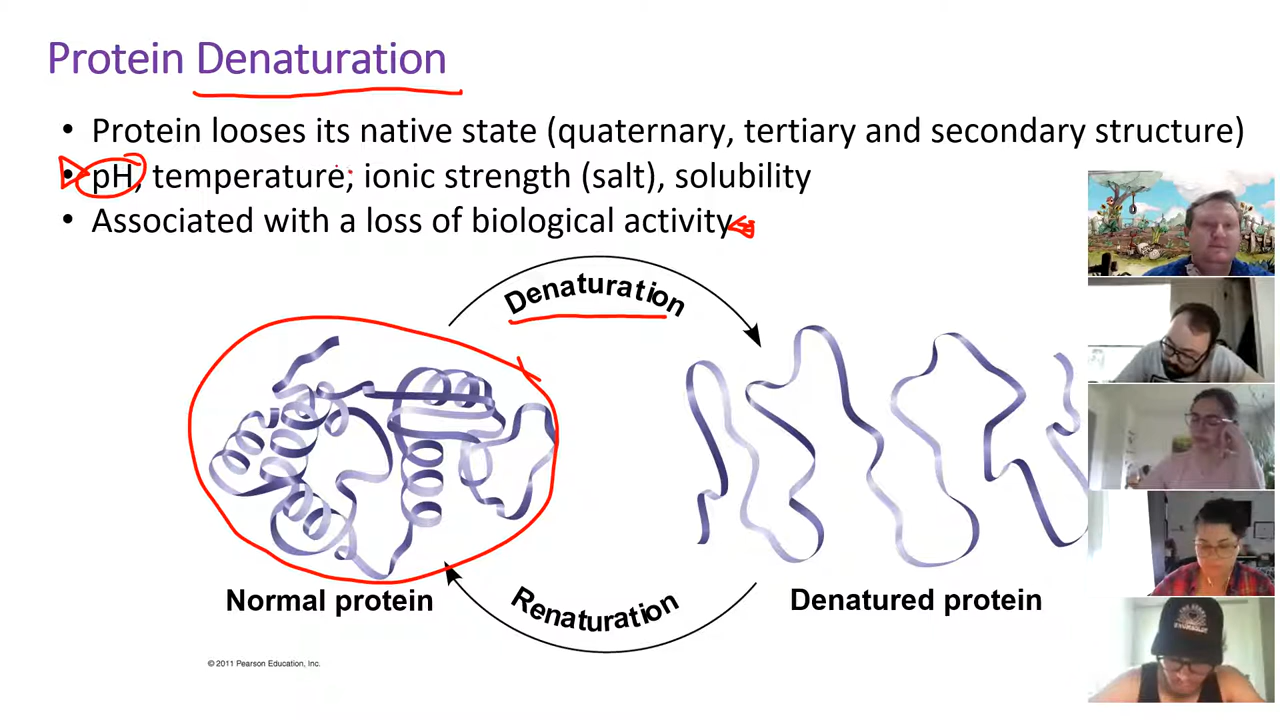 Protein Denaturation
• Protein looses its native state (quaternary, tertiary and secondary structure)
• pH, temperature, ionic strength (salt), solubility
• Associated with a loss of biological activity
Denaturation
Normal protein
Denatured protein
Renaturation
© 2011 Pearson Education, Inc.